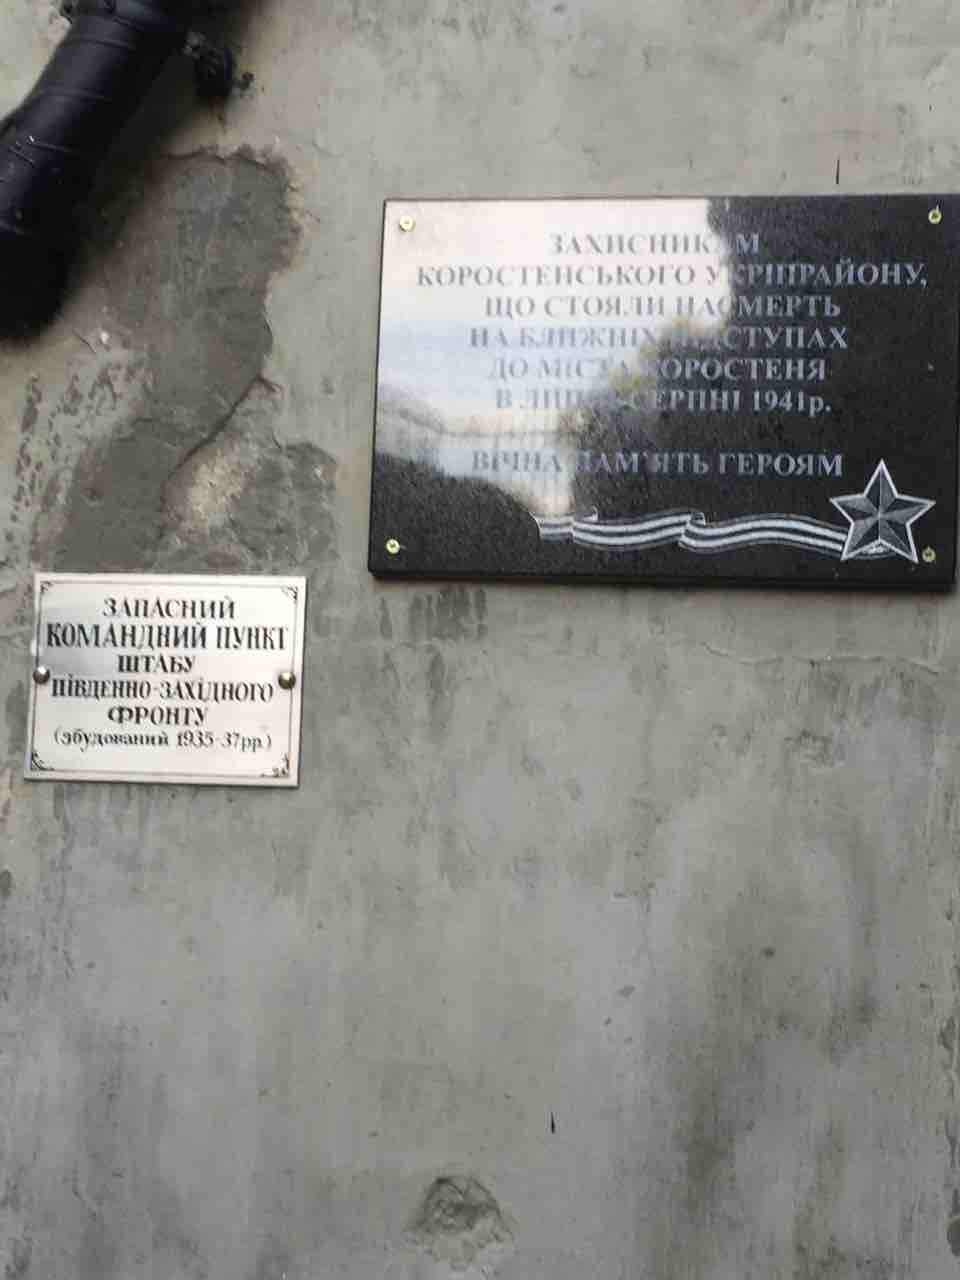 ЗАХИСНИКАМ
КОРОСТЕНСЬКОГО УКРІПРАЙОНУ,
ЩО СТОЯЛИ НАСМЕРТЬ
НА БЛИЖНІХ ПІДСТУПАХ
ДО МІСТА КОРОСТЕНЯ
В ЛИПНІ-СЕРПНІ 1941р.
ВІЧНА ПАМ'ЯТЬ ГЕРОЯМ
ЗАПАСНИЙ
КОМАНДНИЙ ПУНКТ
ШТАБУ
ПІВДЕННО-ЗАХІДНОГО
ФРОНТУ
(збудований 1935-37рр.)